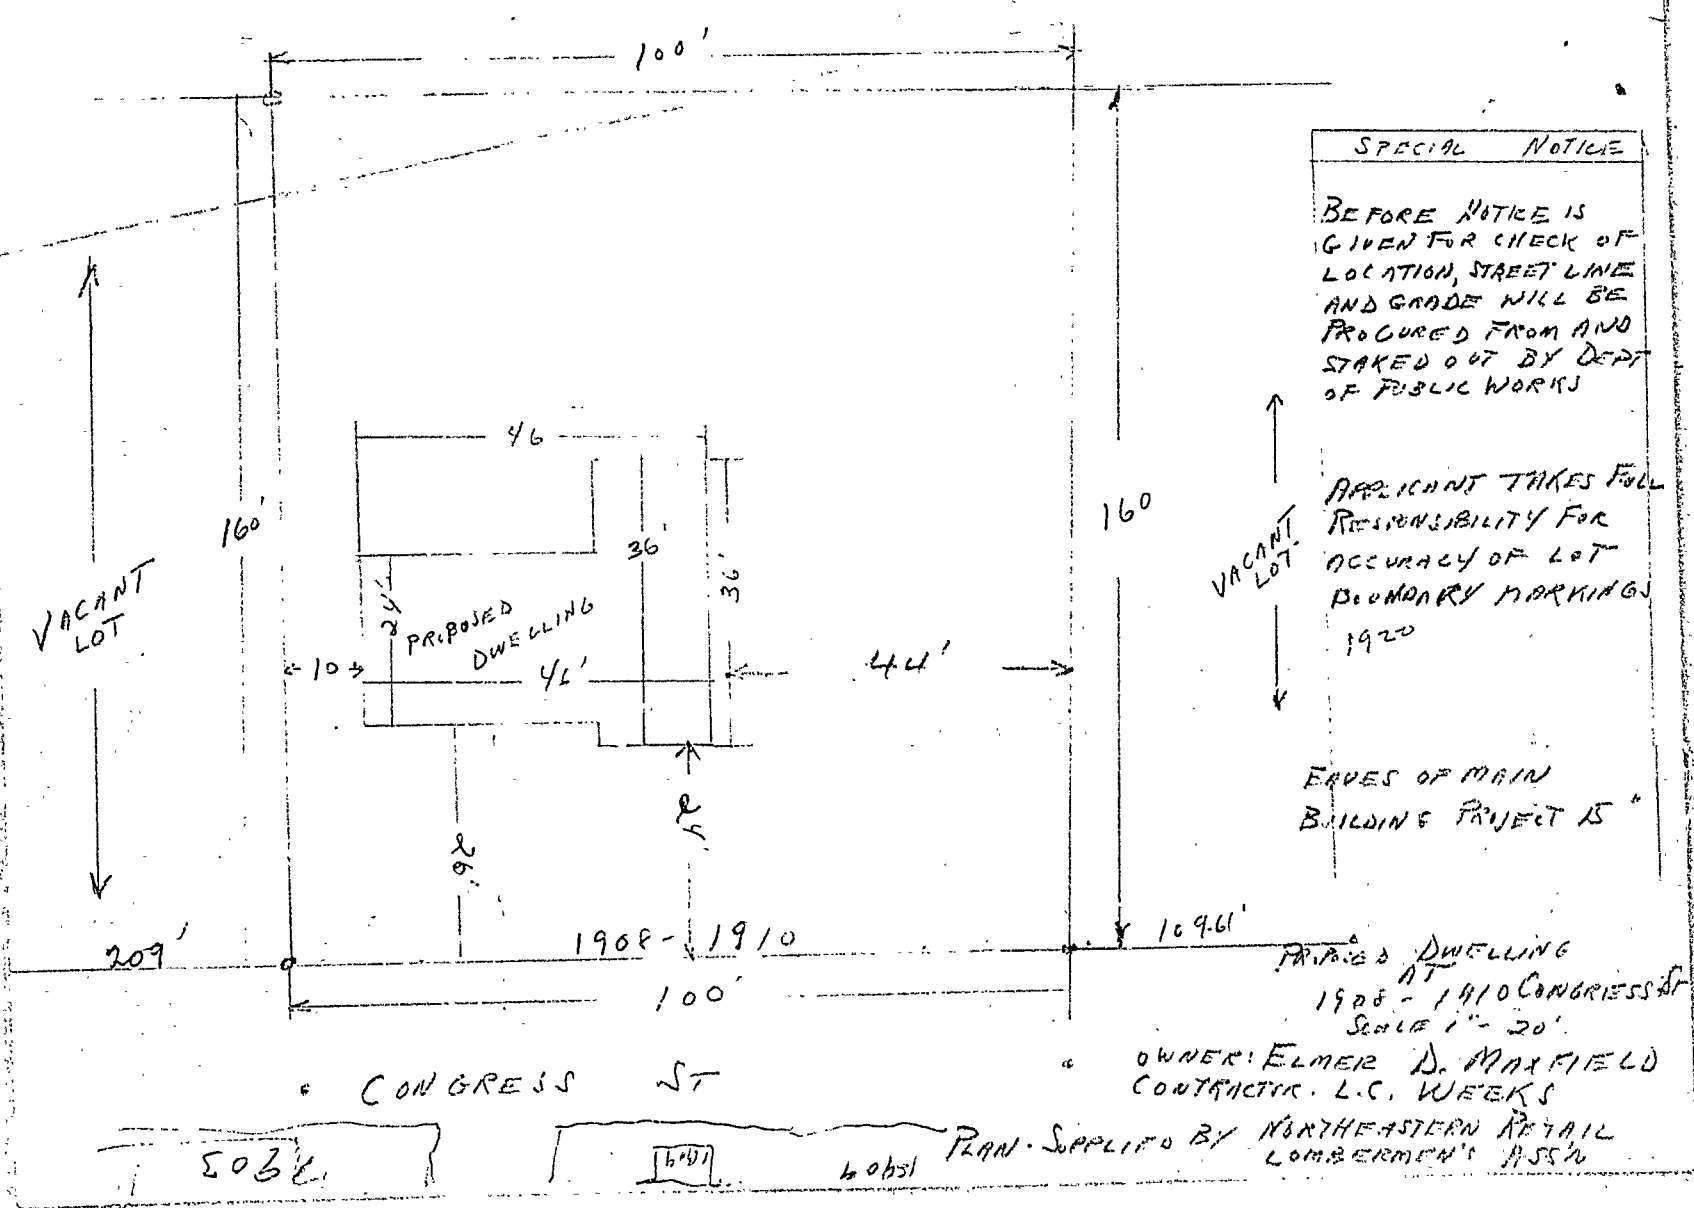 100'
SPECIAL NOTICE
BEFORE NOTICE IS
GIVEN FOR CHECK OF
LOCATION, STREET LINE
AND GRADE WILL BE
PROCURED FROM AND
STAKED OUT BY DEPT
OF PUBLIC WORKS
46
160'
36'
36'
160
VACANT
LOT
APPLICANT TAKES FULL
RESPONSIBILITY FOR
ACCURACY OF LOT
BOUNDARY MARKINGS
1920
VACANT
LOT
24'
PROPOSED
DWELLING
10
46'
44'
EAVES OF MAIN
BUILDING PROJECT 15"
24'
26'
209'
1908-1910
109.61'
100'
PROPOSED DWELLING
AT
1908-1910 CONGRESS ST
SCALE 1"-20'
OWNER: ELMER D. MAXFIELD
CONTRACTOR. L.C. WEEKS
CONGRESS ST
PLAN. SUPPLIED BY NORTHEASTERN RETAIL
LUMBERMEN'S ASS'N